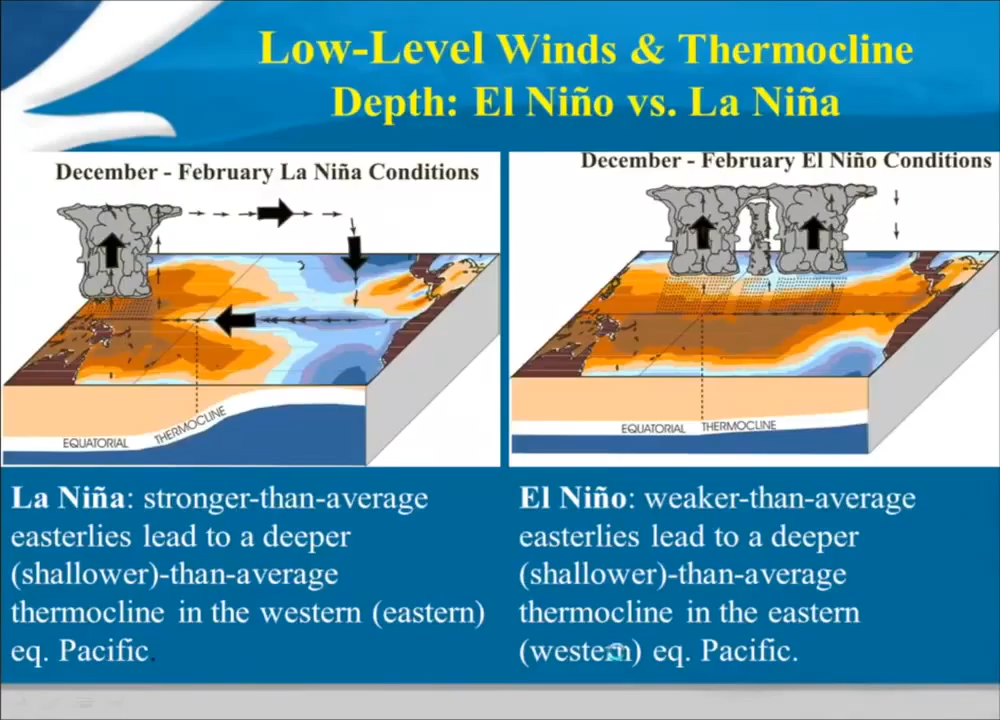 Low-Level Winds & Thermocline
Depth: El Niño vs. La Niña
December - February La Niña Conditions
EQUATORIAL THERMOCLINE
December - February El Niño Conditions
EQUATORIAL THERMOCLINE
La Niña: stronger-than-average
easterlies lead to a deeper
(shallower)-than-average
thermocline in the western (eastern)
eq. Pacific.
El Niño: weaker-than-average
easterlies lead to a deeper
(shallower)-than-average
thermocline in the eastern
(western) eq. Pacific.